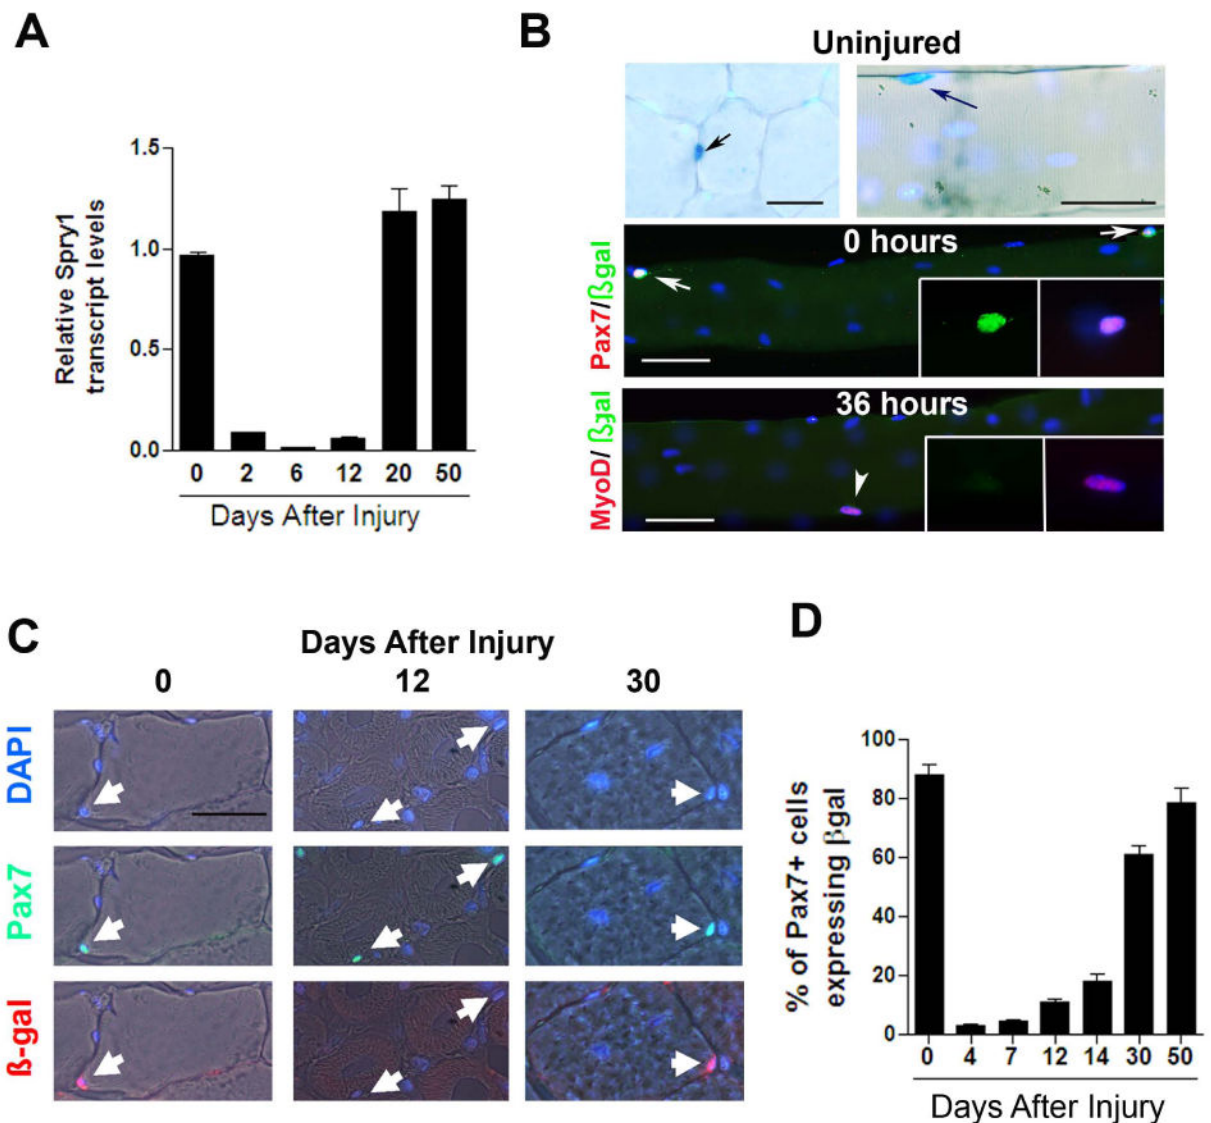 A
1.5
1.0
0.5
0.0
Relative Spry1
transcript levels
0 2 6 12 20 50
Days After Injury
B
Uninjured
0 hours
Pax7/ßgal
36 hours
MyoD/ ßgal
C
Days After Injury
0 12 30
DAPI
Pax7
ß-gal
D
100
80
60
40
20
0
% of Pax7+ cells
expressing βgal
0 4 7 12 14 30 50
Days After Injury